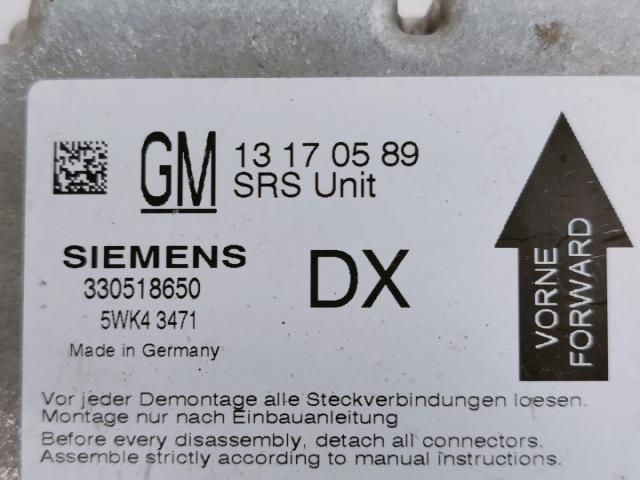 GM 13 17 05 89
SRS Unit
SIEMENS
DX
330518650
5WK4 3471
Made in Germany
VORNE
FORWARD
Vor jeder Demontage alle Steckverbindungen loesen.
Montage nur nach Einbauanleitung
Before every disassembly, detach all connectors.
Assemble strictly according to manual instructions.